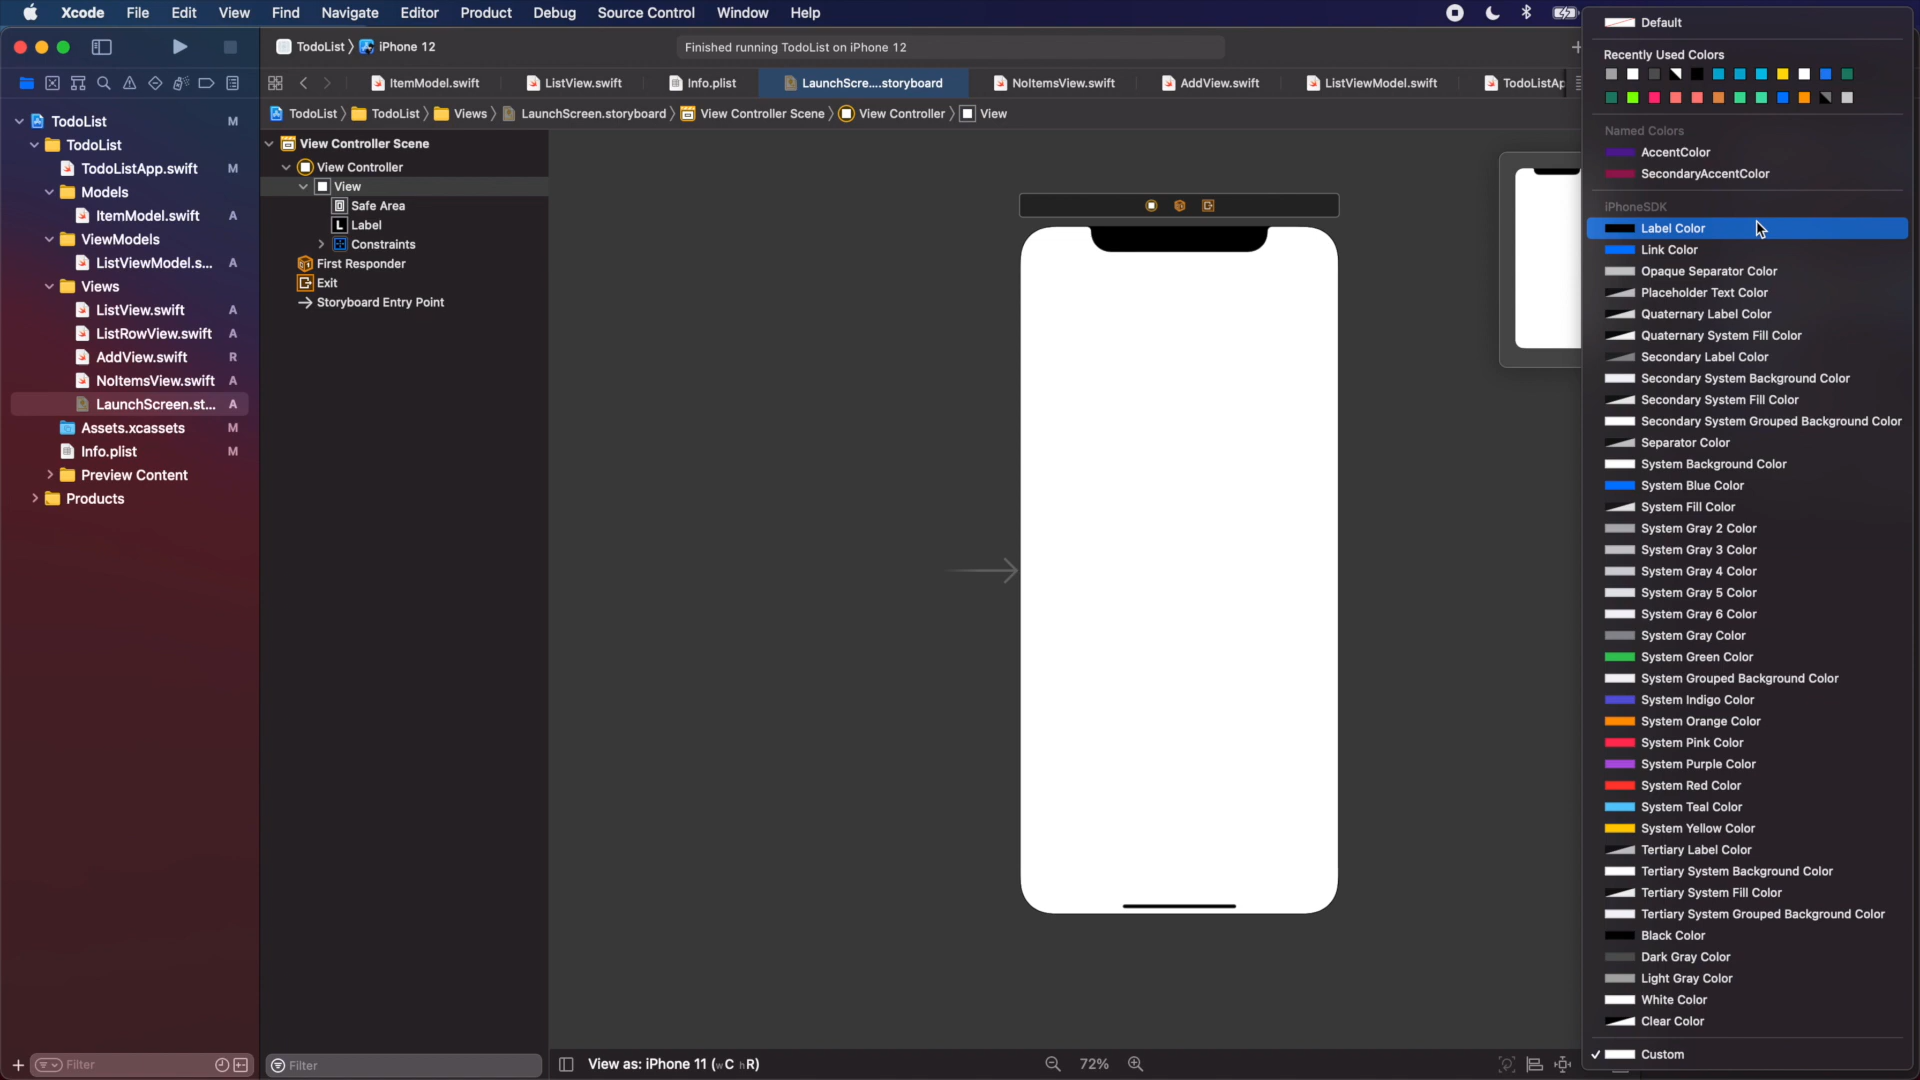 Xcode File Edit View Find Navigate Editor Product Debug Source Control Window Help
TodoList
iPhone 12
Finished running TodoList on iPhone 12
ItemModel.swift
ListView.swift
Info.plist
LaunchScre....storyboard
NoItemsView.swift
AddView.swift
ListViewModel.swift
TodoListAp
TodoList
TodoList
Views
LaunchScreen.storyboard
View Controller Scene
View Controller
View
TodoList M
TodoList
TodoListApp.swift M
Models
ItemModel.swift A
ViewModels
ListViewModel.s... A
Views
ListView.swift A
ListRowView.swift A
AddView.swift R
NoItemsView.swift A
LaunchScreen.st... A
Assets.xcassets M
Info.plist M
Preview Content
Products
Filter
View Controller Scene
View Controller
View
Safe Area
L Label
Constraints
First Responder
Exit
Storyboard Entry Point
Filter
View as: iPhone 11 (wC hR)
72%
Default
Recently Used Colors
Named Colors
AccentColor
SecondaryAccentColor
iPhoneSDK
Label Color
Link Color
Opaque Separator Color
Placeholder Text Color
Quaternary Label Color
Quaternary System Fill Color
Secondary Label Color
Secondary System Background Color
Secondary System Fill Color
Secondary System Grouped Background Color
Separator Color
System Background Color
System Blue Color
System Fill Color
System Gray 2 Color
System Gray 3 Color
System Gray 4 Color
System Gray 5 Color
System Gray 6 Color
System Gray Color
System Green Color
System Grouped Background Color
System Indigo Color
System Orange Color
System Pink Color
System Purple Color
System Red Color
System Teal Color
System Yellow Color
Tertiary Label Color
Tertiary System Background Color
Tertiary System Fill Color
Tertiary System Grouped Background Color
Black Color
Dark Gray Color
Light Gray Color
White Color
Clear Color
Custom